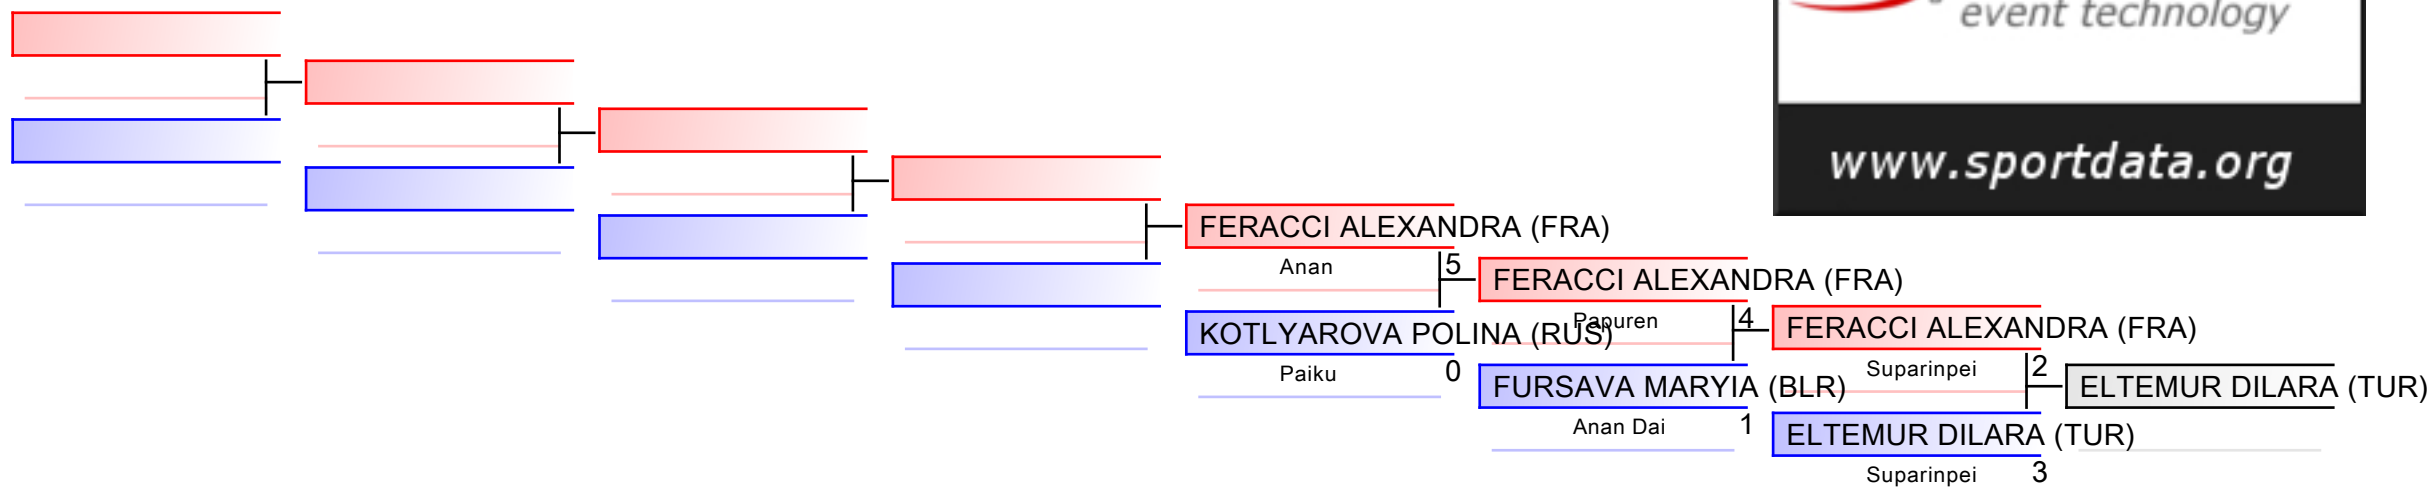 event technology
www.sportdata.org
FERACCI ALEXANDRA (FRA)
Anan
5
KOTLYAROVA POLINA (RUS)
Paiku
0
FERACCI ALEXANDRA (FRA)
Papuren
4
FURSAVA MARYIA (BLR)
Anan Dai
1
FERACCI ALEXANDRA (FRA)
Suparinpei
2
ELTEMUR DILARA (TUR)
Suparinpei
3
ELTEMUR DILARA (TUR)